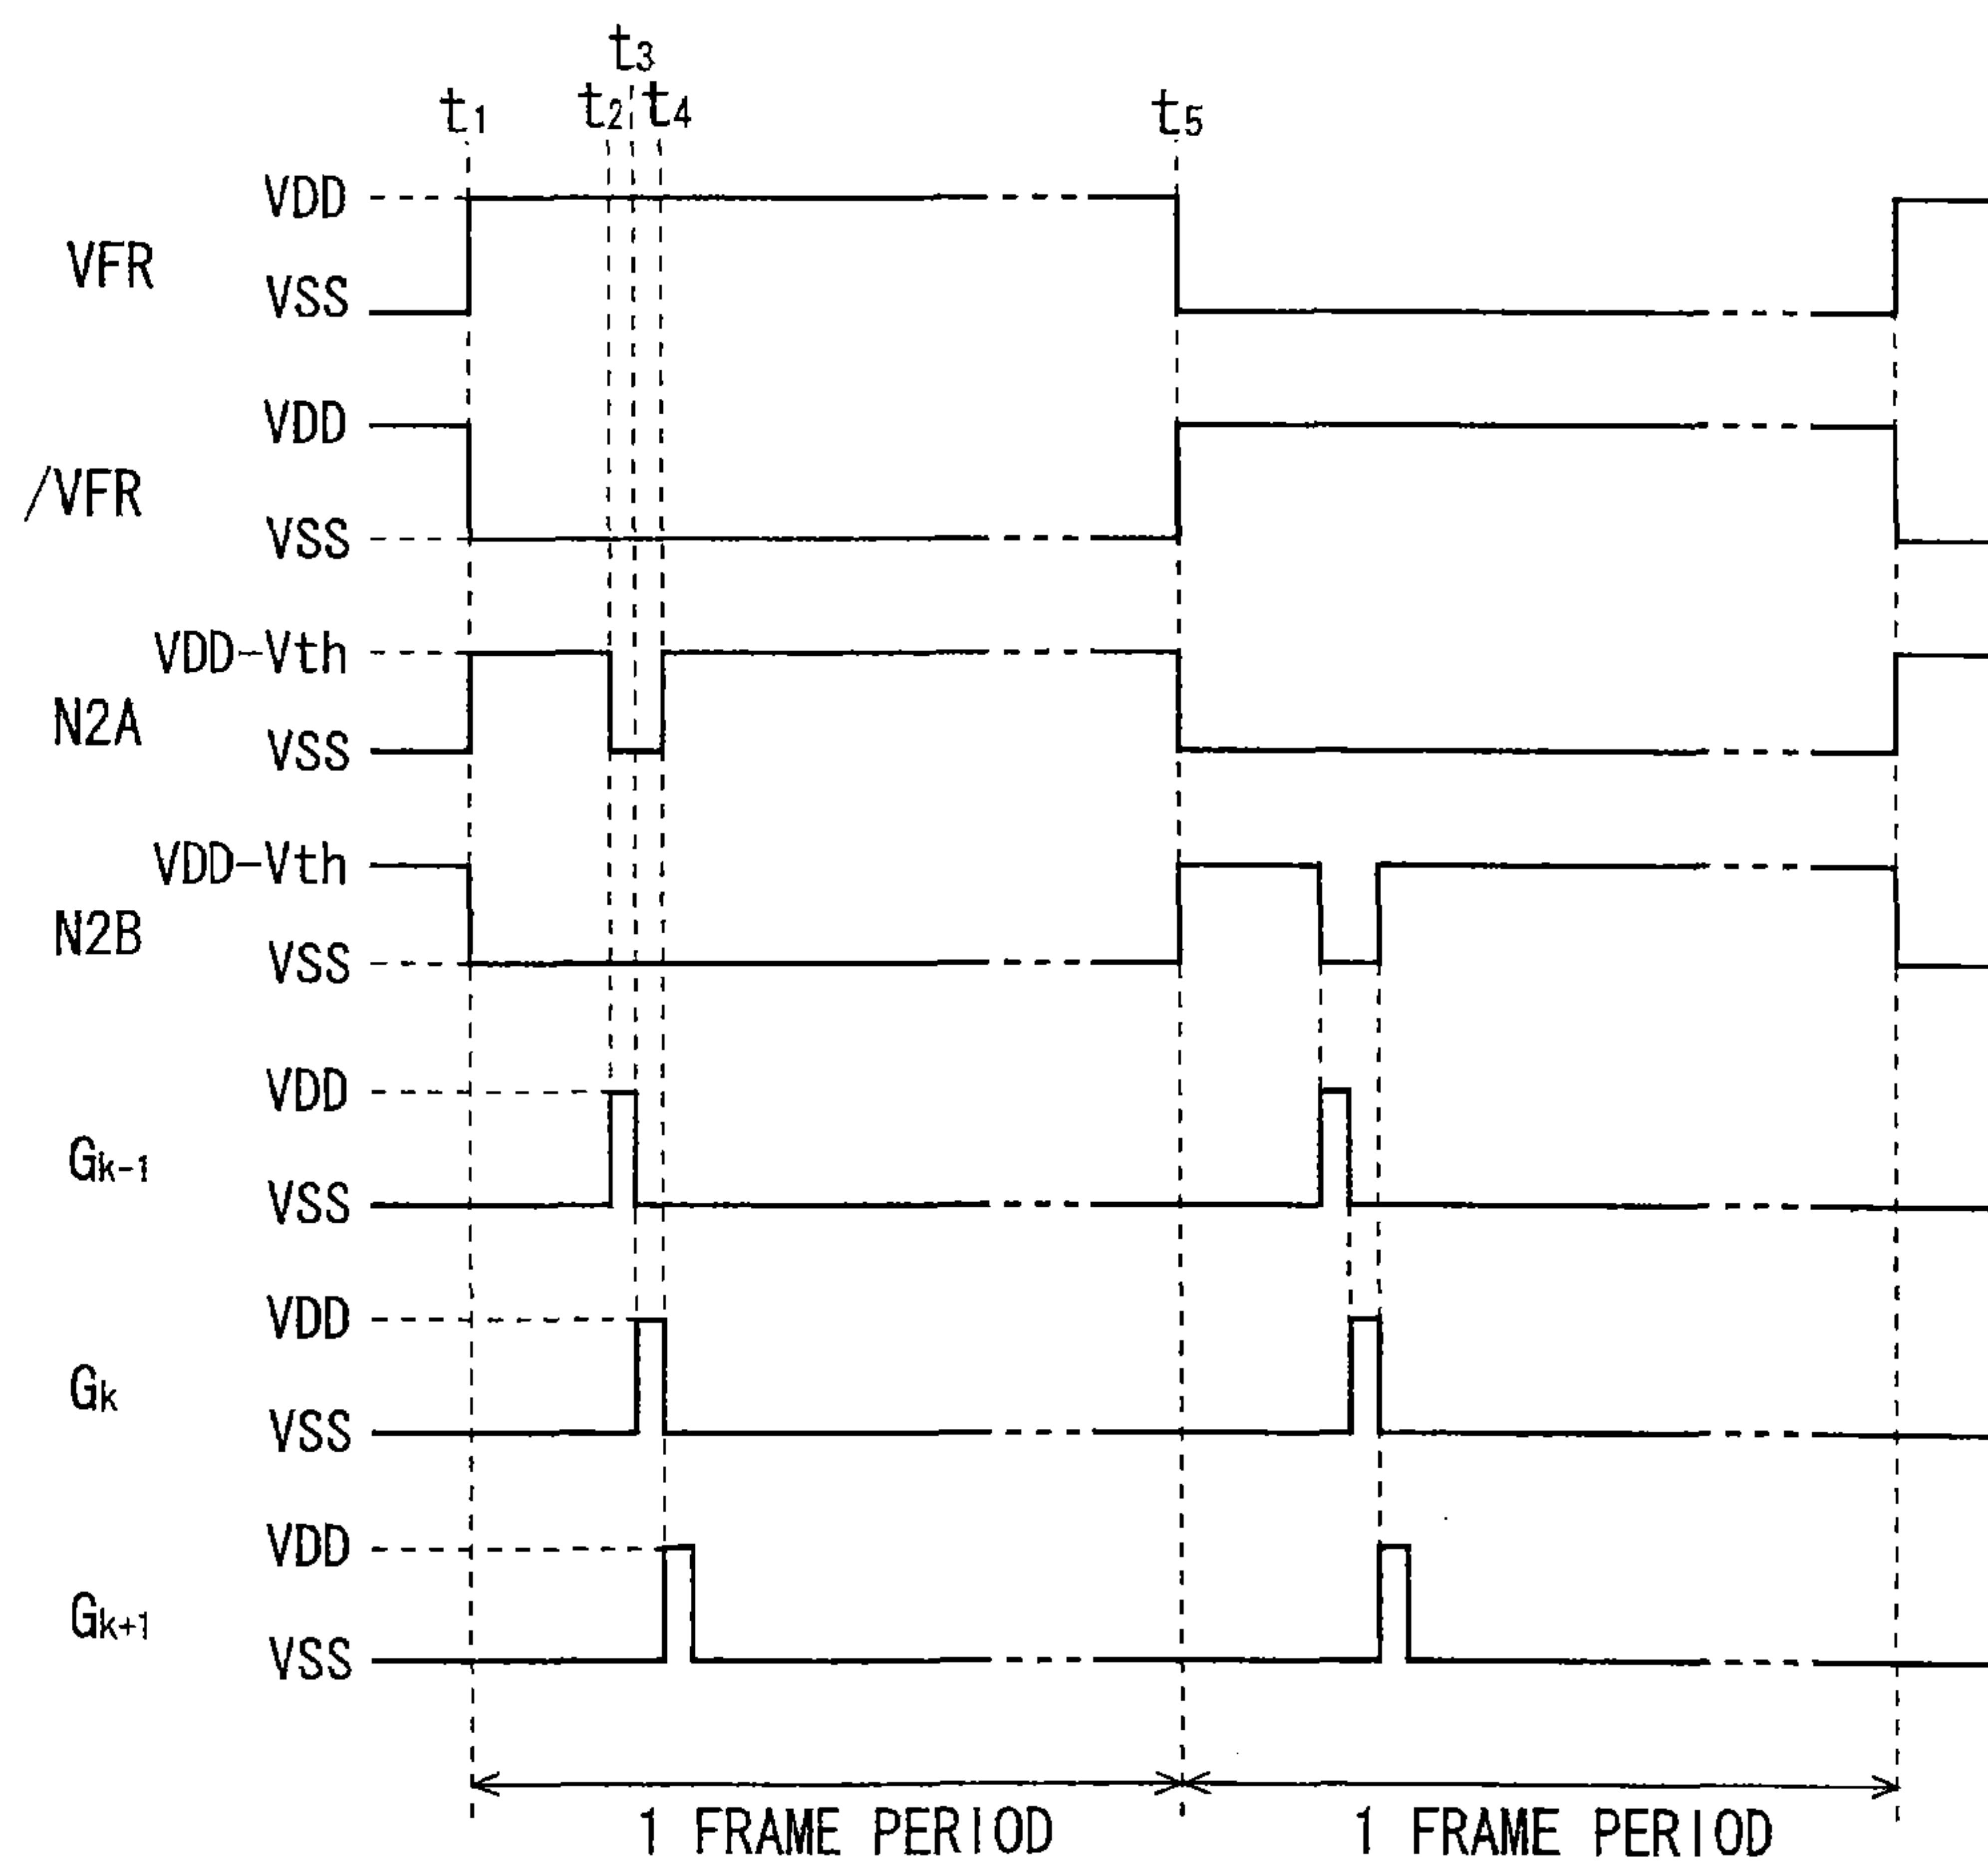 t3
t1 t2 t4 t5
VDD
VFR
VSS
VDD
/VFR
VSS
VDD-Vth
N2A
VSS
VDD-Vth
N2B
VSS
VDD
Gk-1
VSS
VDD
Gk
VSS
VDD
Gk+1
VSS
1 FRAME PERIOD 1 FRAME PERIOD